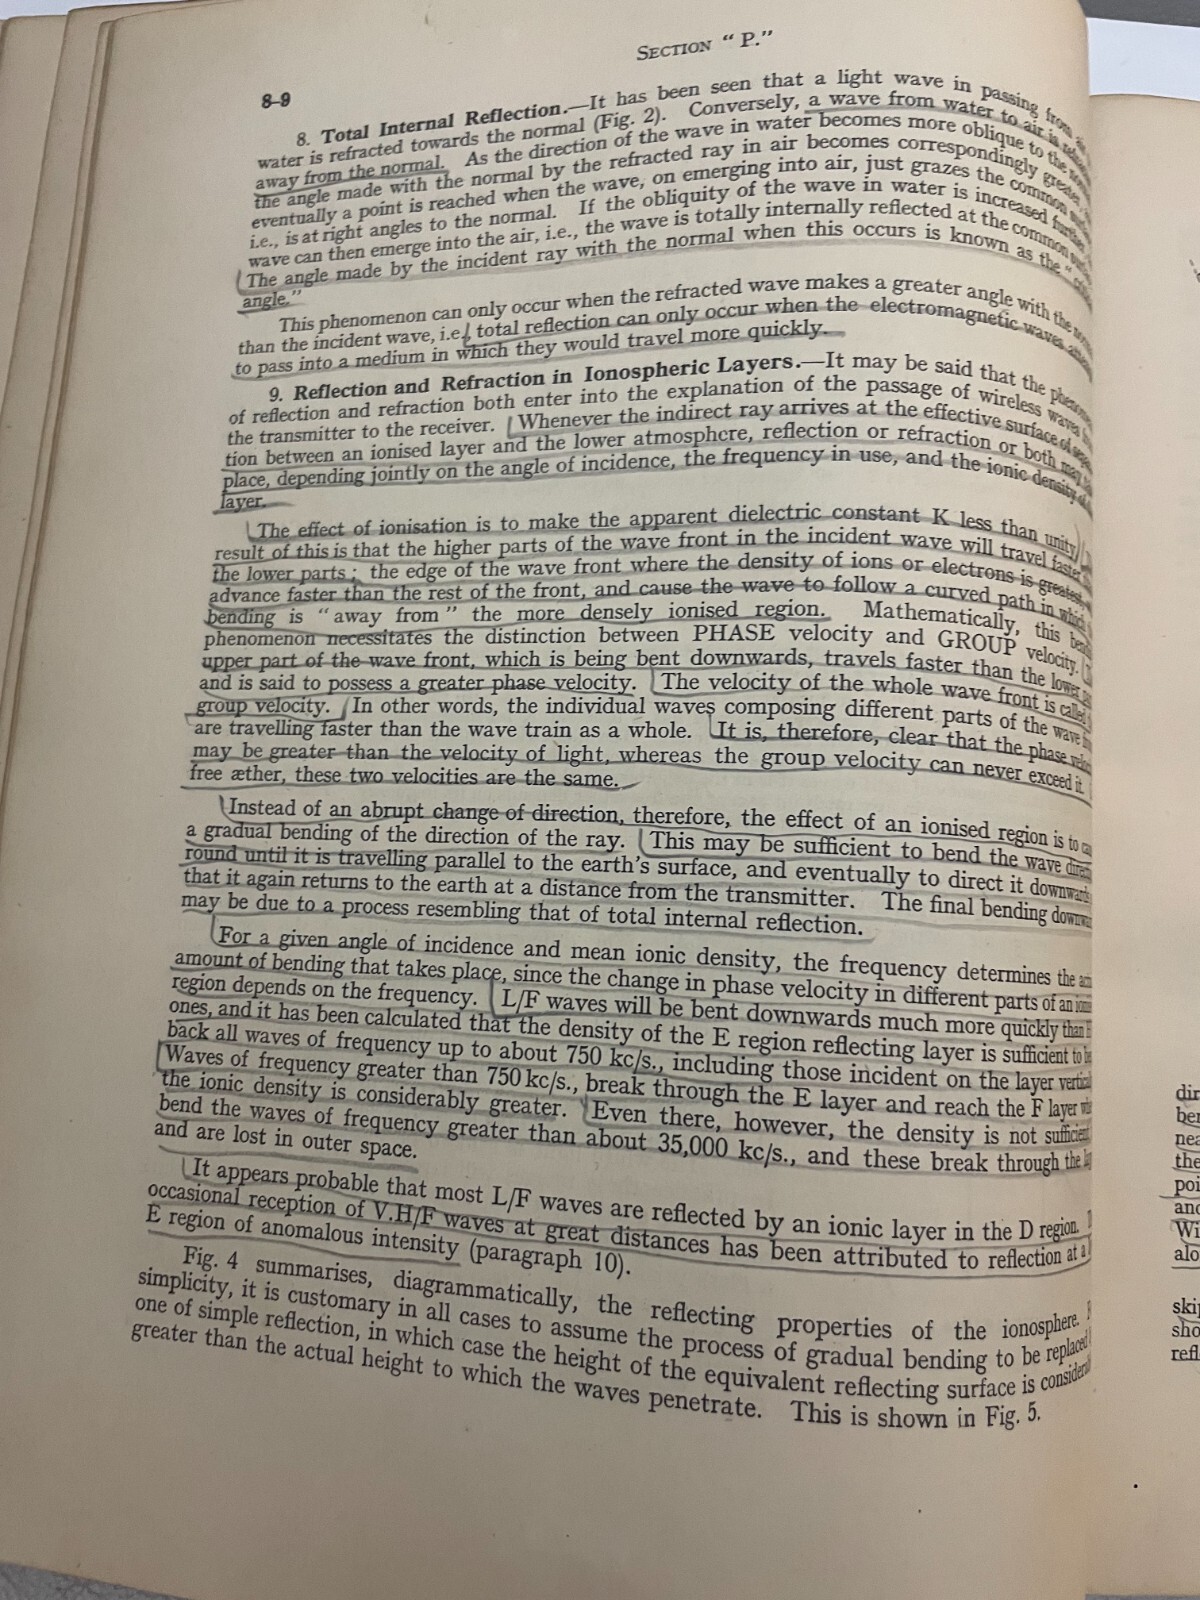 SECTION " P."
8–9
8. Total Internal Reflection.—It has been seen that a light wave in passing from
water is refracted towards the normal (Fig. 2). Conversely, a wave from water to air is
away from the normal. As the direction of the wave in water becomes more oblique to the
the angle made with the normal by the refracted ray in air becomes correspondingly greater,
eventually a point is reached when the wave, on emerging into air, just grazes the common
i.e., is at right angles to the normal. If the obliquity of the wave in water is increased further
wave can then emerge into the air, i.e., the wave is totally internally reflected at the common
The angle made by the incident ray with the normal when this occurs is known as the "
angle."
This phenomenon can only occur when the refracted wave makes a greater angle with the
than the incident wave, i.e., total reflection can only occur when the electromagnetic waves
to pass into a medium in which they would travel more quickly.
9. Reflection and Refraction in Ionospheric Layers.—It may be said that the
of reflection and refraction both enter into the explanation of the passage of wireless waves
the transmitter to the receiver. Whenever the indirect ray arrives at the effective surface of
tion between an ionised layer and the lower atmosphere, reflection or refraction or both may
place, depending jointly on the angle of incidence, the frequency in use, and the ionic density
layer.
The effect of ionisation is to make the apparent dielectric constant K less than unity.
result of this is that the higher parts of the wave front in the incident wave will travel faster
the lower parts; the edge of the wave front where the density of ions or electrons is greatest
advance faster than the rest of the front, and cause the wave to follow a curved path in which
bending is "away from" the more densely ionised region. Mathematically, this
phenomenon necessitates the distinction between PHASE velocity and GROUP velocity.
upper part of the wave front, which is being bent downwards, travels faster than the lower
and is said to possess a greater phase velocity. The velocity of the whole wave front is called
group velocity. In other words, the individual waves composing different parts of the wave
are travelling faster than the wave train as a whole. It is, therefore, clear that the phase
may be greater than the velocity of light, whereas the group velocity can never exceed it.
free æther, these two velocities are the same.
Instead of an abrupt change of direction, therefore, the effect of an ionised region is to
a gradual bending of the direction of the ray. This may be sufficient to bend the wave
round until it is travelling parallel to the earth's surface, and eventually to direct it downwards
that it again returns to the earth at a distance from the transmitter. The final bending
may be due to a process resembling that of total internal reflection.
For a given angle of incidence and mean ionic density, the frequency determines the
amount of bending that takes place, since the change in phase velocity in different parts of an
region depends on the frequency. L/F waves will be bent downwards much more quickly than
ones, and it has been calculated that the density of the E region reflecting layer is sufficient to
back all waves of frequency up to about 750 kc/s., including those incident on the layer
Waves of frequency greater than 750 kc/s., break through the E layer and reach the F layer
the ionic density is considerably greater. Even there, however, the density is not sufficient
bend the waves of frequency greater than about 35,000 kc/s., and these break through the
and are lost in outer space.
It appears probable that most L/F waves are reflected by an ionic layer in the D region.
occasional reception of V.H/F waves at great distances has been attributed to reflection at a
E region of anomalous intensity (paragraph 10).
Fig. 4 summarises, diagrammatically, the reflecting properties of the ionosphere.
simplicity, it is customary in all cases to assume the process of gradual bending to be replaced
one of simple reflection, in which case the height of the equivalent reflecting surface is
greater than the actual height to which the waves penetrate. This is shown in Fig. 5.